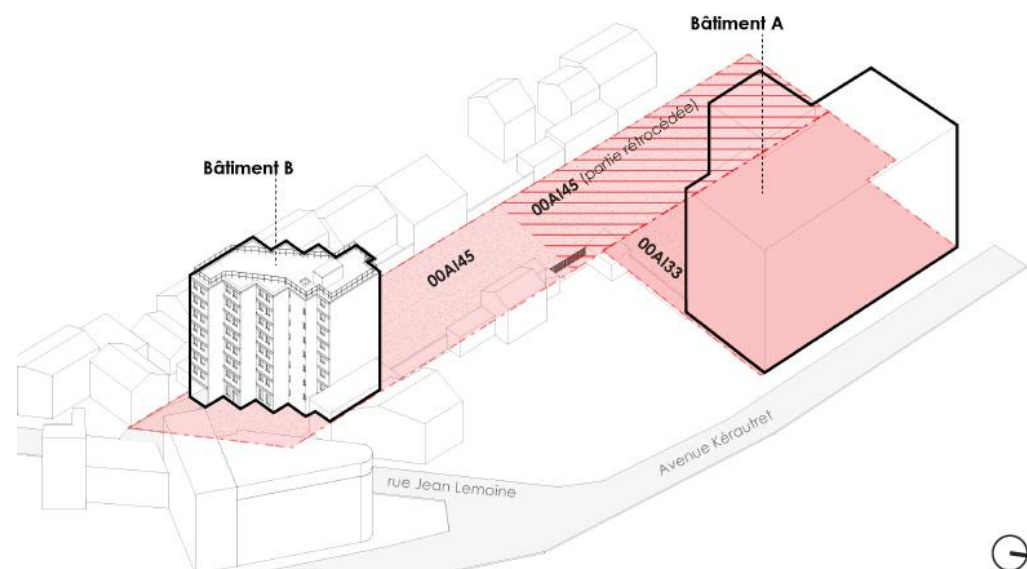 Bâtiment A
Bâtiment B
00AI45 (partie rétrocédée)
00AI45
00AI33
Avenue Kérautret
rue Jean Lemoine